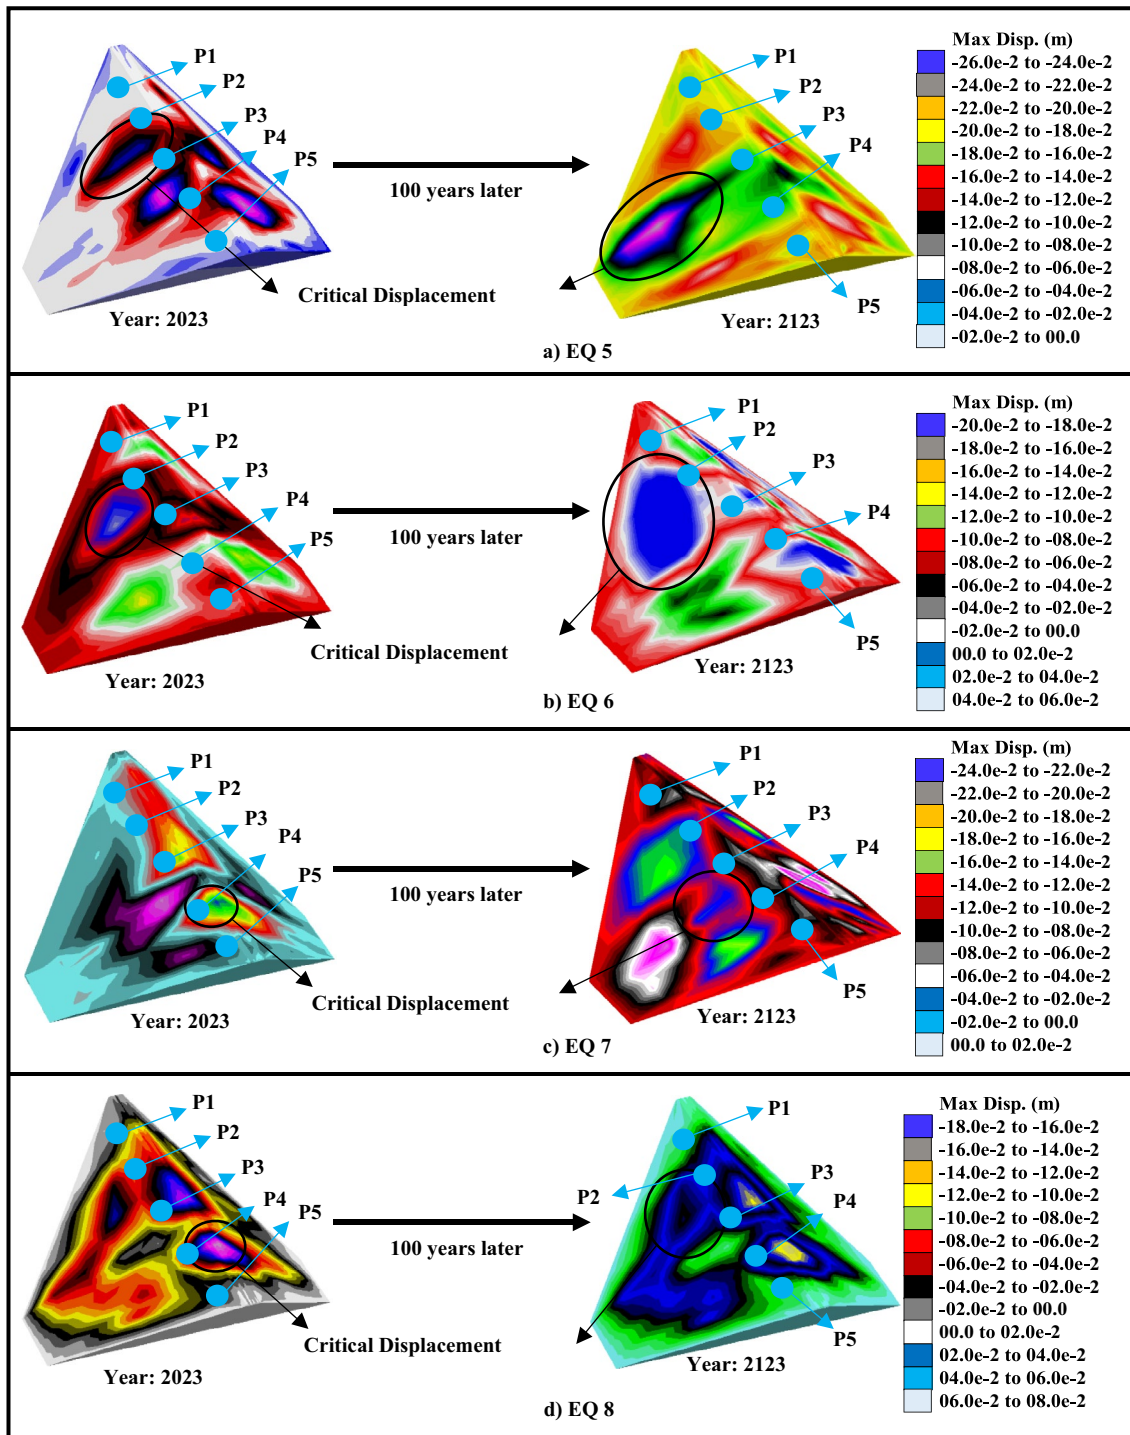 P1
P2
P3
P4
P5
100 years later
Critical Displacement
Year: 2023
P1
P2
P3
P4
P5
Year: 2123
a) EQ 5
Max Disp. (m)
-26.0e-2 to -24.0e-2
-24.0e-2 to -22.0e-2
-22.0e-2 to -20.0e-2
-20.0e-2 to -18.0e-2
-18.0e-2 to -16.0e-2
-16.0e-2 to -14.0e-2
-14.0e-2 to -12.0e-2
-12.0e-2 to -10.0e-2
-10.0e-2 to -08.0e-2
-08.0e-2 to -06.0e-2
-06.0e-2 to -04.0e-2
-04.0e-2 to -02.0e-2
-02.0e-2 to 00.0
P1
P2
P3
P4
P5
100 years later
Critical Displacement
Year: 2023
P1
P2
P3
P4
P5
Year: 2123
b) EQ 6
Max Disp. (m)
-20.0e-2 to -18.0e-2
-18.0e-2 to -16.0e-2
-16.0e-2 to -14.0e-2
-14.0e-2 to -12.0e-2
-12.0e-2 to -10.0e-2
-10.0e-2 to -08.0e-2
-08.0e-2 to -06.0e-2
-06.0e-2 to -04.0e-2
-04.0e-2 to -02.0e-2
-02.0e-2 to 00.0
00.0 to 02.0e-2
02.0e-2 to 04.0e-2
04.0e-2 to 06.0e-2
P1
P2
P3
P4
P5
100 years later
Critical Displacement
Year: 2023
P1
P2
P3
P4
P5
Year: 2123
c) EQ 7
Max Disp. (m)
-24.0e-2 to -22.0e-2
-22.0e-2 to -20.0e-2
-20.0e-2 to -18.0e-2
-18.0e-2 to -16.0e-2
-16.0e-2 to -14.0e-2
-14.0e-2 to -12.0e-2
-12.0e-2 to -10.0e-2
-10.0e-2 to -08.0e-2
-08.0e-2 to -06.0e-2
-06.0e-2 to -04.0e-2
-04.0e-2 to -02.0e-2
-02.0e-2 to 00.0
00.0 to 02.0e-2
P1
P2
P3
P4
P5
100 years later
Critical Displacement
Year: 2023
P1
P2
P3
P4
P5
Year: 2123
d) EQ 8
Max Disp. (m)
-18.0e-2 to -16.0e-2
-16.0e-2 to -14.0e-2
-14.0e-2 to -12.0e-2
-12.0e-2 to -10.0e-2
-10.0e-2 to -08.0e-2
-08.0e-2 to -06.0e-2
-06.0e-2 to -04.0e-2
-04.0e-2 to -02.0e-2
-02.0e-2 to 00.0
00.0 to 02.0e-2
02.0e-2 to 04.0e-2
04.0e-2 to 06.0e-2
06.0e-2 to 08.0e-2